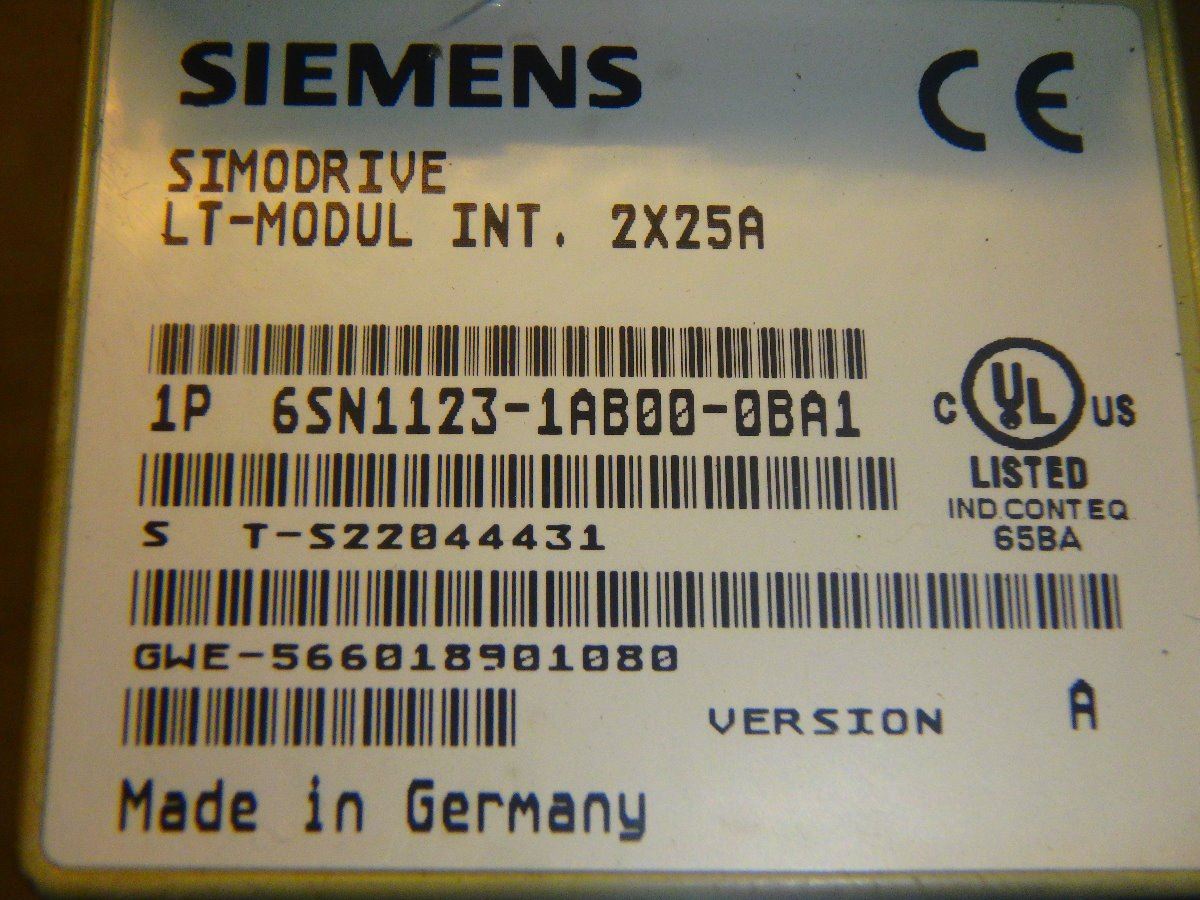 SIEMENS
CE
SIMODRIVE
LT-MODUL INT. 2X25A
1P 6SN1123-1AB00-0BA1
C UL US
LISTED
IND.CONT.EQ
65BA
S T-S22044431
GWE-566018901080
VERSION A
Made in Germany